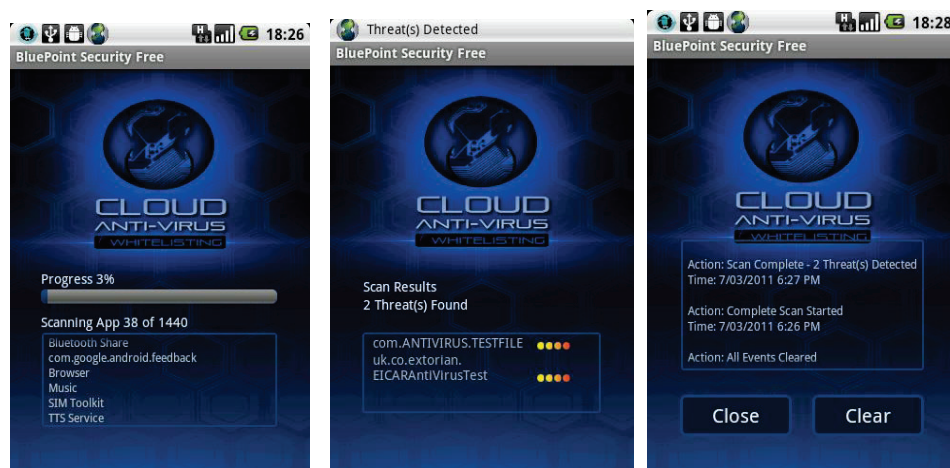 18:26
BluePoint Security Free
CLOUD
ANTI-VIRUS
WHITELISTING
Progress 3%
Scanning App 38 of 1440
Bluetooth Share
com.google.android.feedback
Browser
Music
SIM Toolkit
TTS Service
Threat(s) Detected
BluePoint Security Free
CLOUD
ANTI-VIRUS
WHITELISTING
Scan Results
2 Threat(s) Found
com.ANTIVIRUS.TESTFILE
uk.co.extorian.
EICARAntiVirusTest
H 18:28
BluePoint Security Free
CLOUD
ANTI-VIRUS
WHITELISTING
Action: Scan Complete - 2 Threat(s) Detected
Time: 7/03/2011 6:27 PM
Action: Complete Scan Started
Time: 7/03/2011 6:26 PM
Action: All Events Cleared
Close Clear